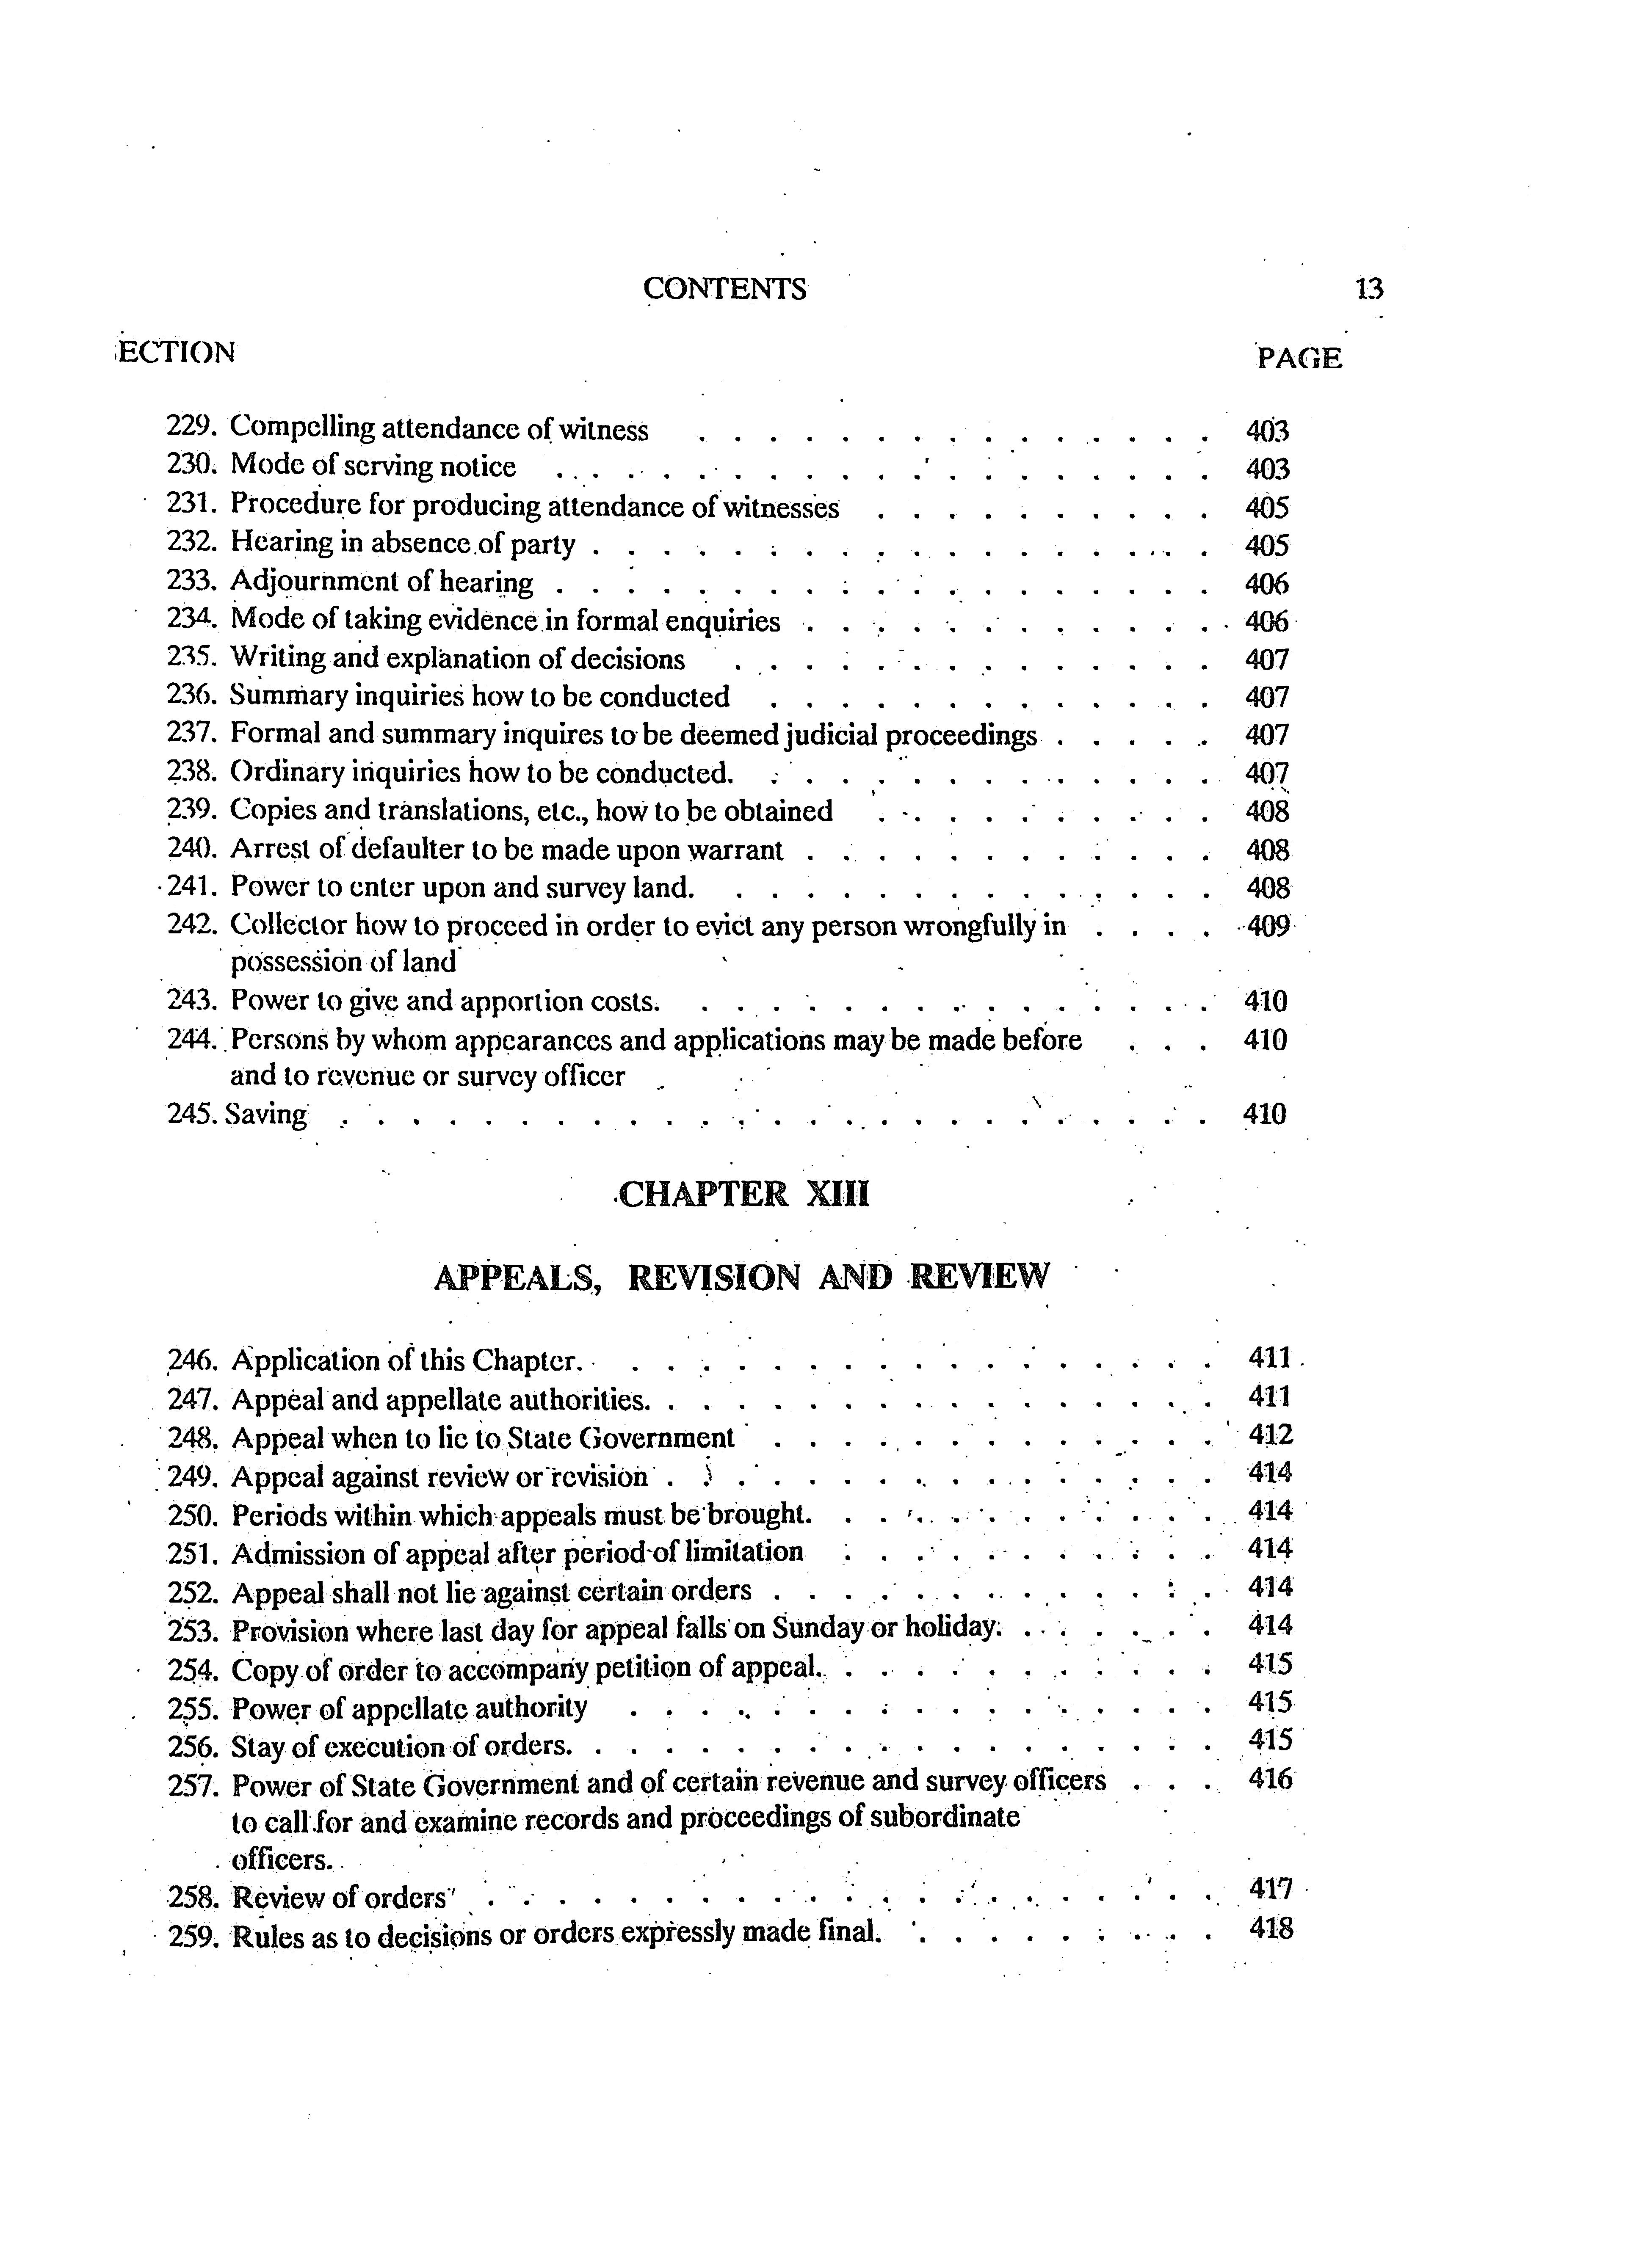 CONTENTS 13
ECTION PAGE
229. Compelling attendance of witness . . . . . . . . . . . . . . . 403
230. Mode of serving notice . . . . . . . . . . . . . . . . . . . 403
231. Procedure for producing attendance of witnesses . . . . . . . . . . 405
232. Hearing in absence of party . . . . . . . . . . . . . . . . . . 405
233. Adjournment of hearing . . . . . . . . . . . . . . . . . . . 406
234. Mode of taking evidence in formal enquiries . . . . . . . . . . . . 406
235. Writing and explanation of decisions . . . . . . . . . . . . . . 407
236. Summary inquiries how to be conducted . . . . . . . . . . . . . 407
237. Formal and summary inquires to be deemed judicial proceedings . . . . . 407
238. Ordinary inquiries how to be conducted. . . . . . . . . . . . . . 407
239. Copies and translations, etc., how to be obtained . . . . . . . . . . 408
240. Arrest of defaulter to be made upon warrant . . . . . . . . . . . . 408
241. Power to enter upon and survey land. . . . . . . . . . . . . . . 408
242. Collector how to proceed in order to evict any person wrongfully in . . . . 409
possession of land
243. Power to give and apportion costs. . . . . . . . . . . . . . . . 410
244. Persons by whom appearances and applications may be made before . . . 410
and to revenue or survey officer
245. Saving . . . . . . . . . . . . . . . . . . . . . . . . . 410
CHAPTER XIII
APPEALS, REVISION AND REVIEW
246. Application of this Chapter. . . . . . . . . . . . . . . . . . 411
247. Appeal and appellate authorities. . . . . . . . . . . . . . . . . 411
248. Appeal when to lie to State Government . . . . . . . . . . . . . 412
249. Appeal against review or revision . . . . . . . . . . . . . . . . 414
250. Periods within which appeals must be brought. . . . . . . . . . . . 414
251. Admission of appeal after period of limitation . . . . . . . . . . . 414
252. Appeal shall not lie against certain orders . . . . . . . . . . . . . 414
253. Provision where last day for appeal falls on Sunday or holiday. . . . . . . 414
254. Copy of order to accompany petition of appeal. . . . . . . . . . . . 415
255. Power of appellate authority . . . . . . . . . . . . . . . . . 415
256. Stay of execution of orders. . . . . . . . . . . . . . . . . . . 415
257. Power of State Government and of certain revenue and survey officers . . . 416
to call for and examine records and proceedings of subordinate
officers.
258. Review of orders . . . . . . . . . . . . . . . . . . . . . 417
259. Rules as to decisions or orders expressly made final. . . . . . . . . . 418